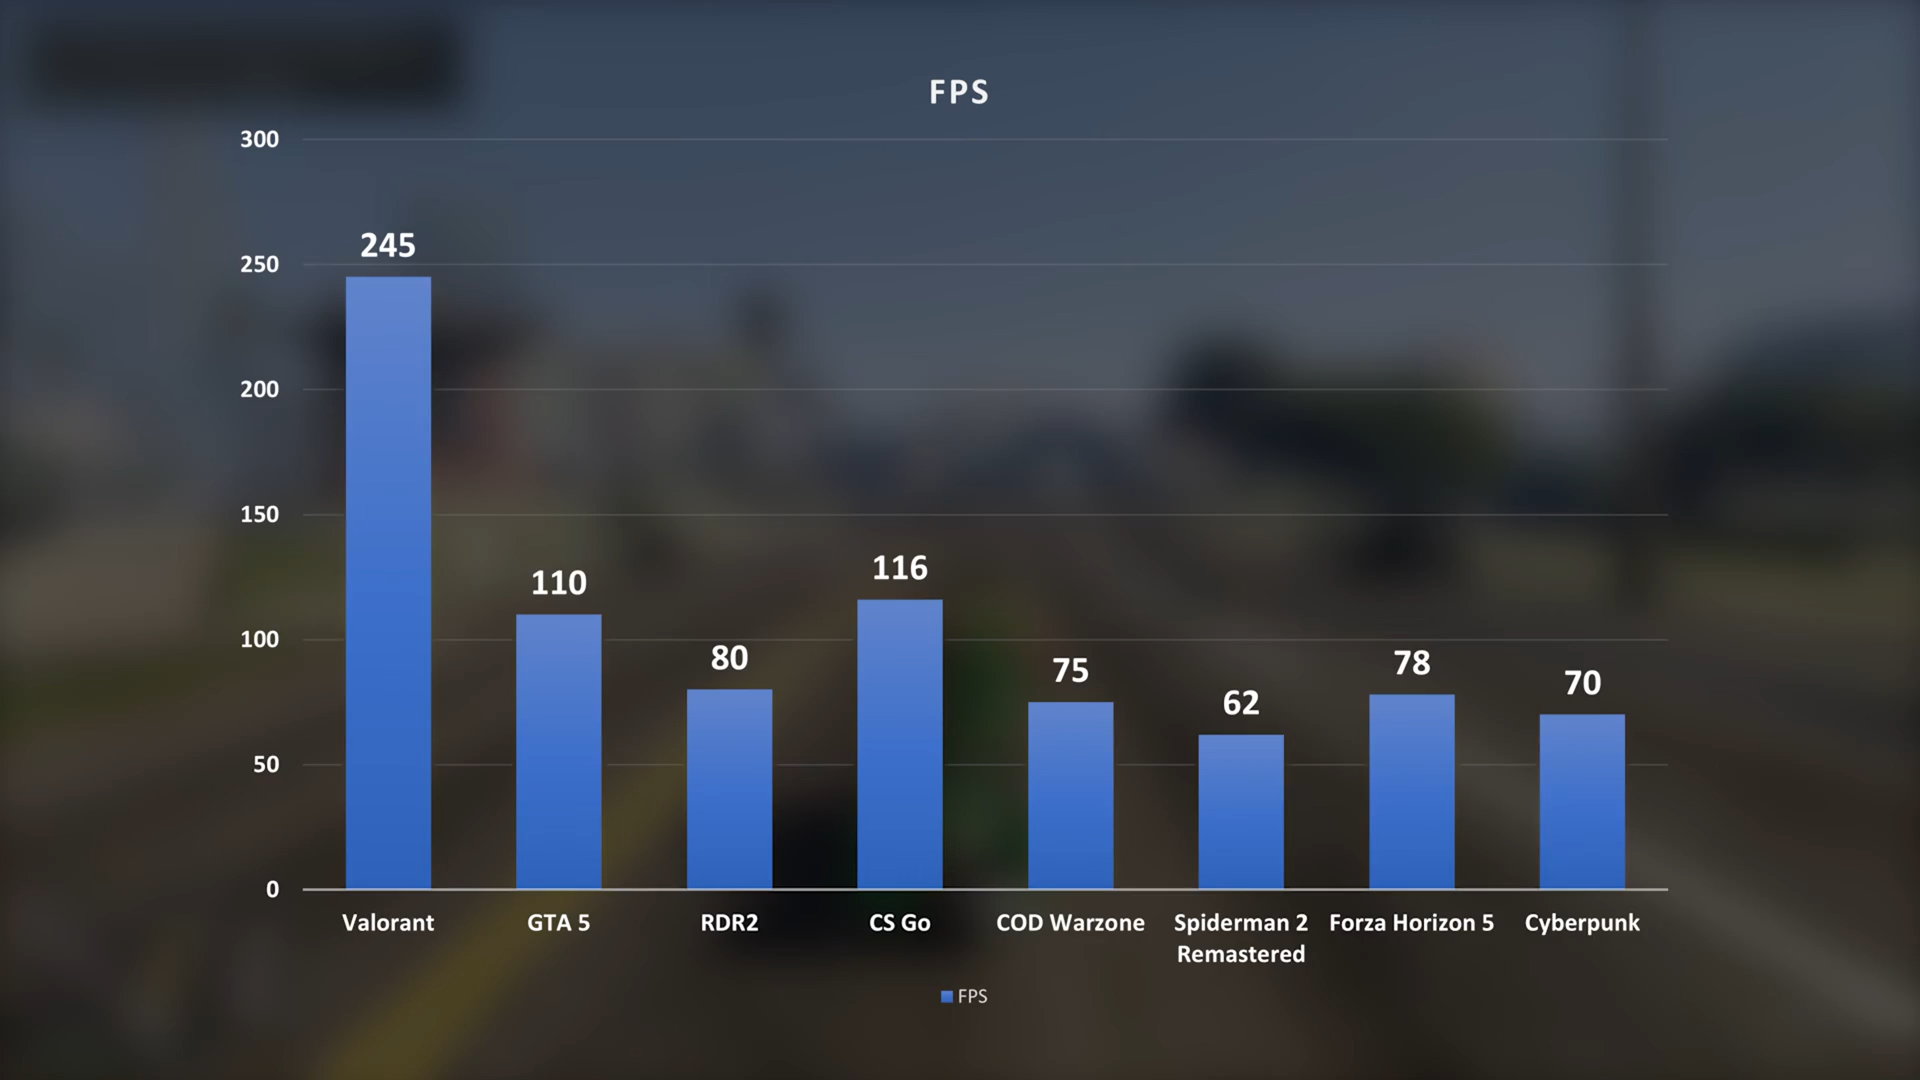 FPS
300
250
200
150
100
50
0
245
110
80
116
75
62
78
70
Valorant
GTA 5
RDR2
CS Go
COD Warzone
Spiderman 2
Remastered
Forza Horizon 5
Cyberpunk
FPS